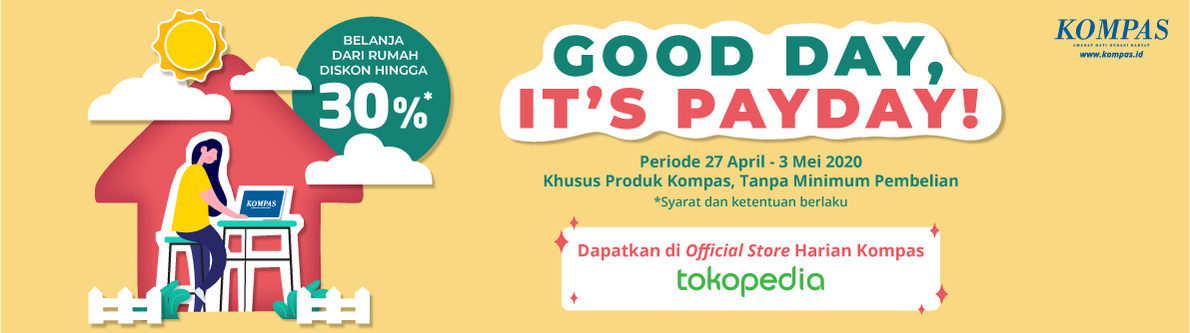 BELANJA
DARI RUMAH
DISKON HINGGA
30%*
KOMPAS
GOOD DAY,
IT'S PAYDAY!
Periode 27 April - 3 Mei 2020
Khusus Produk Kompas, Tanpa Minimum Pembelian
*Syarat dan ketentuan berlaku
Dapatkan di Official Store Harian Kompas
tokopedia
KOMPAS
AMANAT HATI NURANI RAKYAT
www.kompas.id